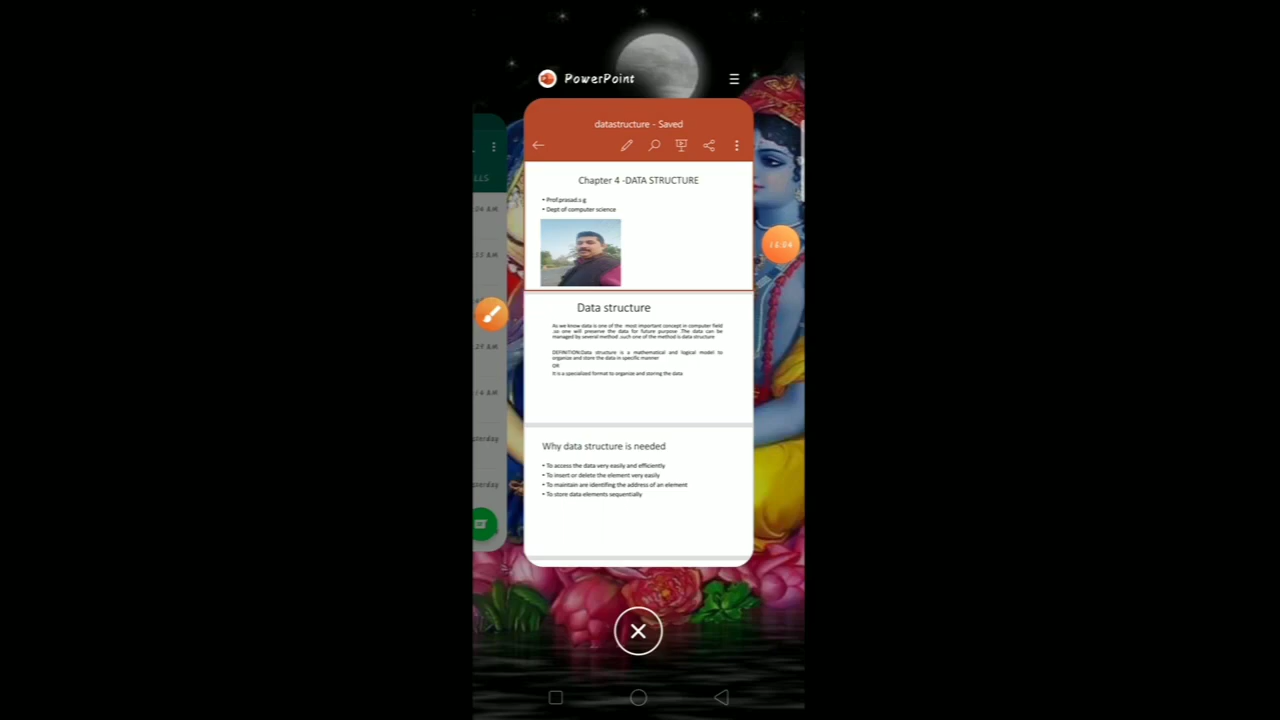 PowerPoint
datastructure - Saved
LLS
Chapter 4 -DATA STRUCTURE
• Prof.prasad.s.g
• Dept of computer science
16:04
Data structure
As we know data is one of the most important concept in computer field
.so one will preserve the data for future purpose .The data can be
managed by several method .such one of the method is data structure
DEFINITION:Data structure is a mathematical and logical model to
organize and store the data in specific manner
OR
It is a specialized format to organize and storing the data
Why data structure is needed
• To access the data very easily and efficiently
• To insert or delete the element very easily
• To maintain are identifing the address of an element
• To store data elements sequentially